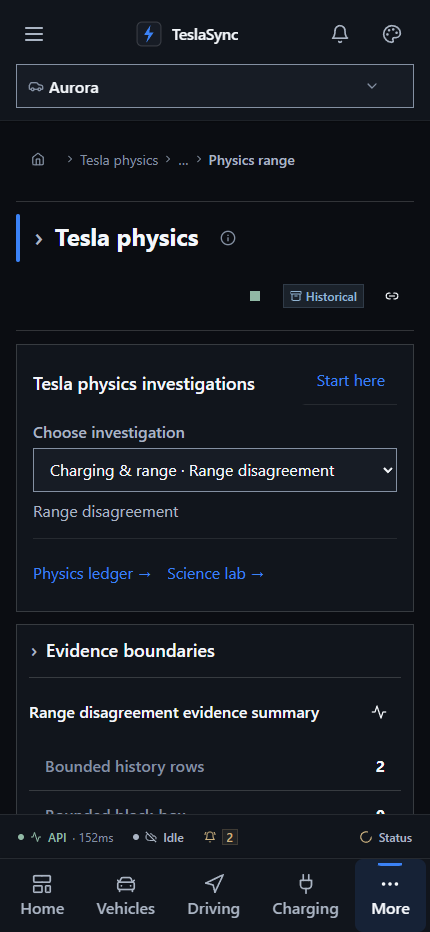 TeslaSync
Aurora
Tesla physics ... Physics range
Tesla physics
Historical
Tesla physics investigations
Start here
Choose investigation
Charging & range · Range disagreement
Range disagreement
Physics ledger → Science lab →
Evidence boundaries
Range disagreement evidence summary
Bounded history rows 2
API · 152ms Idle 2 Status
Home Vehicles Driving Charging More